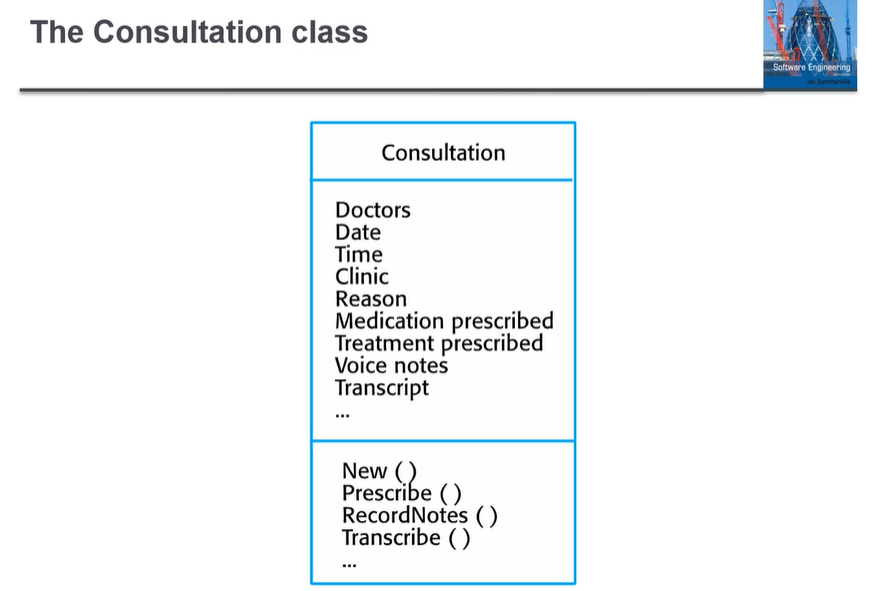 The Consultation class
Software Engineering
Ian Sommerville
Consultation
Doctors
Date
Time
Clinic
Reason
Medication prescribed
Treatment prescribed
Voice notes
Transcript
...
New ( )
Prescribe ( )
RecordNotes ( )
Transcribe ( )
...